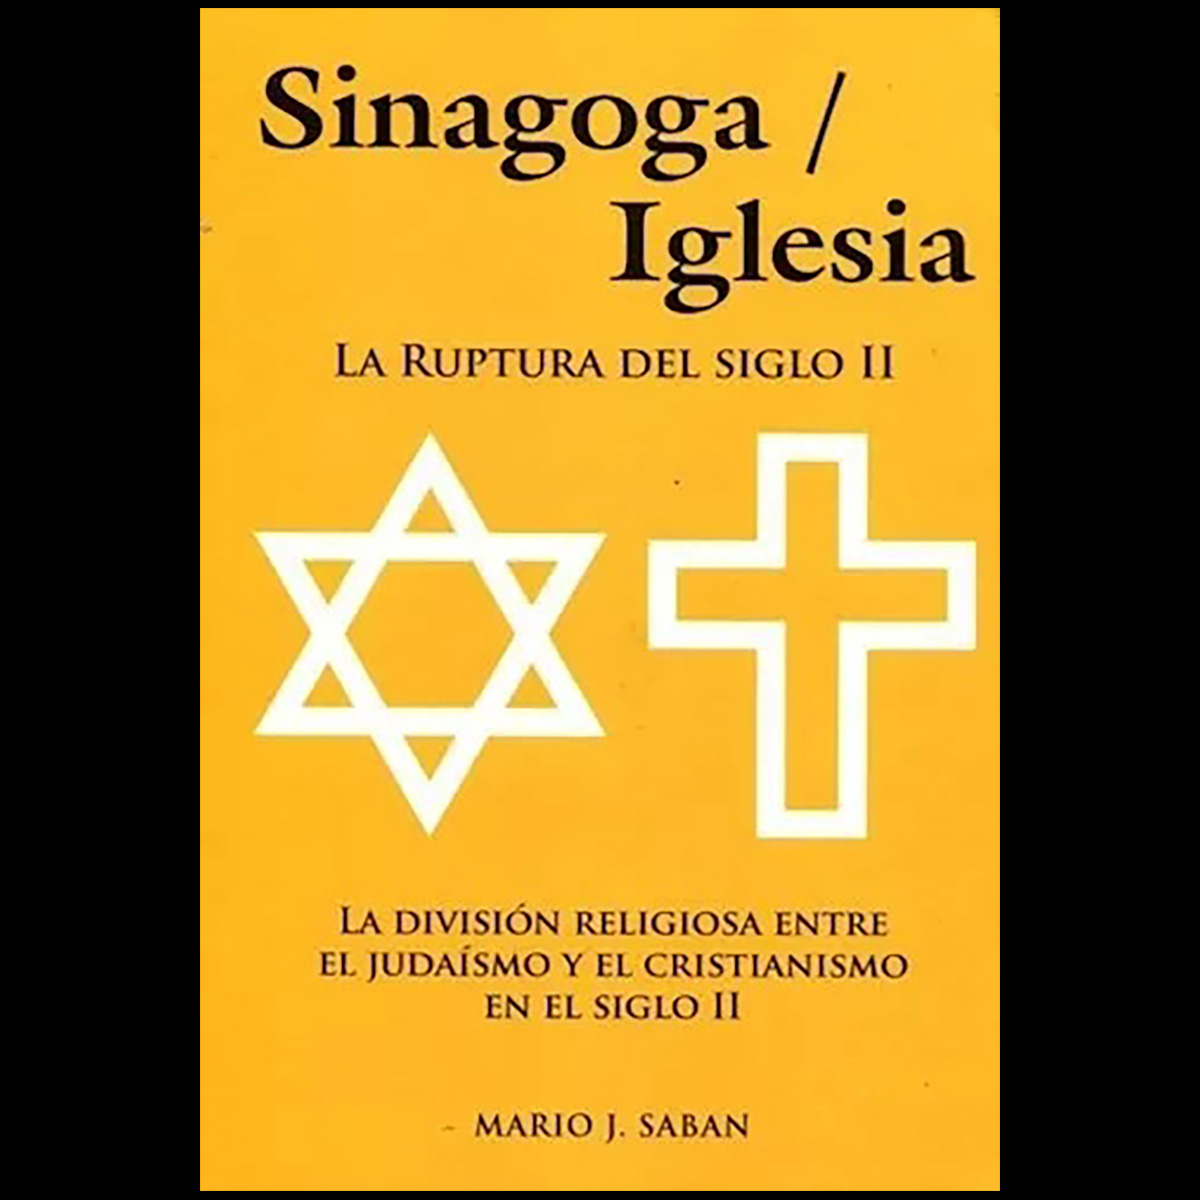 Sinagoga /
Iglesia
La Ruptura del siglo II
La división religiosa entre
el judaísmo y el cristianismo
en el siglo II
Mario J. Saban